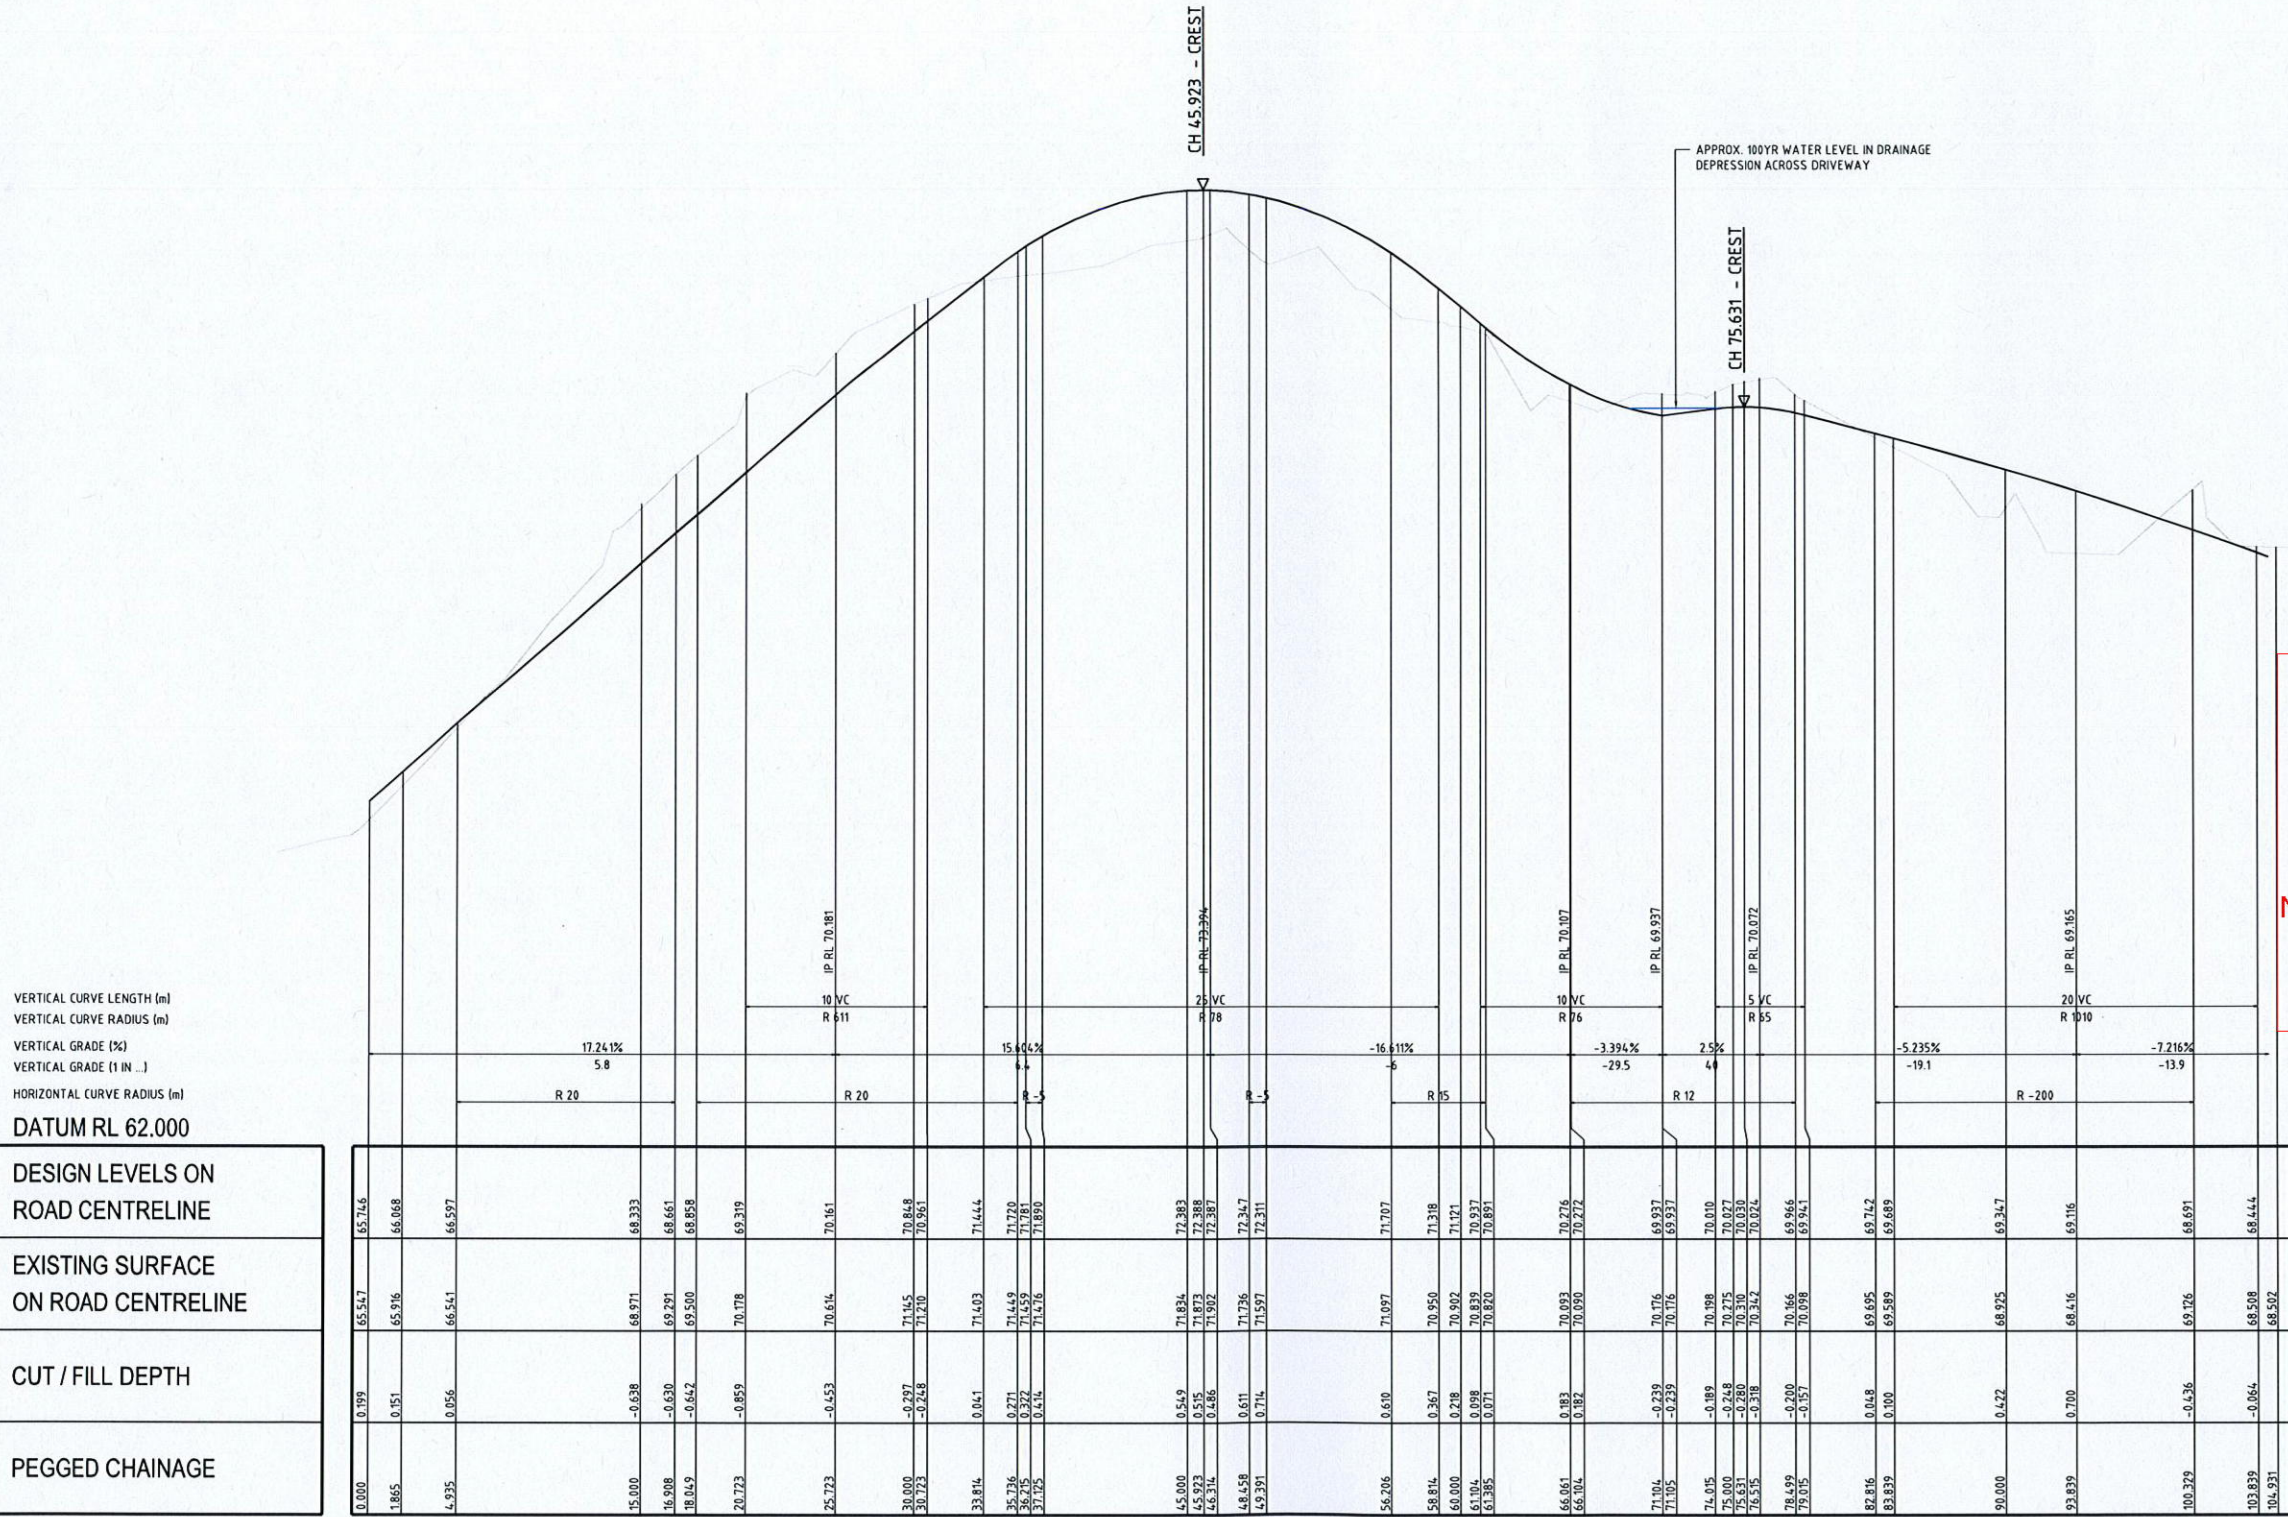 CH 45.923 - CREST
APPROX. 100YR WATER LEVEL IN DRAINAGE
DEPRESSION ACROSS DRIVEWAY
CH 75.631 - CREST
IP RL 70.181
IP RL 73.394
IP RL 70.107
IP RL 69.937
IP RL 70.072
IP RL 69.165
VERTICAL CURVE LENGTH (m) 10 VC 25 VC 10 VC 5 VC 20 VC
VERTICAL CURVE RADIUS (m) R 611 R 78 R 76 R 65 R 1010
VERTICAL GRADE (%) 17.241% 15.604% -16.611% -3.394% 2.5% -5.235% -7.216%
VERTICAL GRADE (1 IN ...) 5.8 6.4 -6 -29.5 40 -19.1 -13.9
HORIZONTAL CURVE RADIUS (m) R 20 R 20 R -5 R -5 R 15 R 12 R -200
DATUM RL 62.000
DESIGN LEVELS ON
ROAD CENTRELINE
65.746 66.068 66.597 68.333 68.661 68.858 69.319 70.161 70.848 70.961 71.444 71.720 71.781 71.890 72.383 72.388 72.387 72.347 72.311 71.707 71.318 71.121 70.937 70.891 70.276 70.272 69.937 69.937 70.010 70.027 70.030 70.024 69.966 69.941 69.742 69.689 69.347 69.116 68.691 68.444
EXISTING SURFACE
ON ROAD CENTRELINE
65.547 65.916 66.541 68.971 69.291 69.500 70.178 70.614 71.145 71.210 71.403 71.449 71.459 71.476 71.834 71.873 71.902 71.736 71.597 71.097 70.950 70.902 70.839 70.820 70.093 70.090 70.176 70.176 70.198 70.275 70.310 70.342 70.166 70.098 69.695 69.589 68.925 68.416 69.126 68.508 68.502
CUT / FILL DEPTH
0.199 0.151 0.056 -0.638 -0.630 -0.642 -0.859 -0.453 -0.297 -0.248 0.041 0.271 0.322 0.414 0.549 0.515 0.486 0.611 0.714 0.610 0.367 0.218 0.098 0.071 0.183 0.182 -0.239 -0.239 -0.189 -0.248 -0.280 -0.318 -0.200 -0.157 0.048 0.100 0.422 0.700 -0.436 -0.064
PEGGED CHAINAGE
0.000 1.865 4.935 15.000 16.908 18.049 20.723 25.723 30.000 30.723 33.814 35.736 36.215 37.125 45.000 45.923 46.314 48.458 49.391 56.206 58.814 60.000 61.104 61.385 66.061 66.104 71.104 71.105 74.015 75.000 75.631 76.515 78.499 79.015 82.816 83.839 90.000 93.839 100.329 103.839 104.931